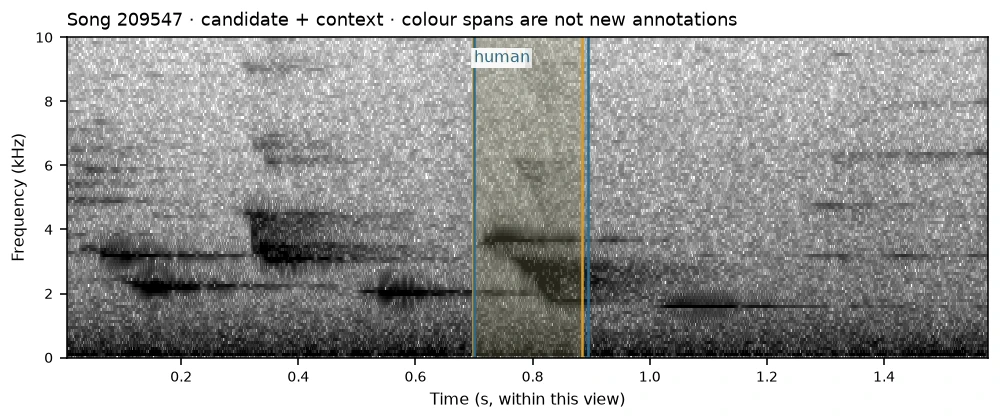 Song 209547 · candidate + context · colour spans are not new annotations
human
Frequency (kHz)
10
8
6
4
2
0
0.2 0.4 0.6 0.8 1.0 1.2 1.4
Time (s, within this view)